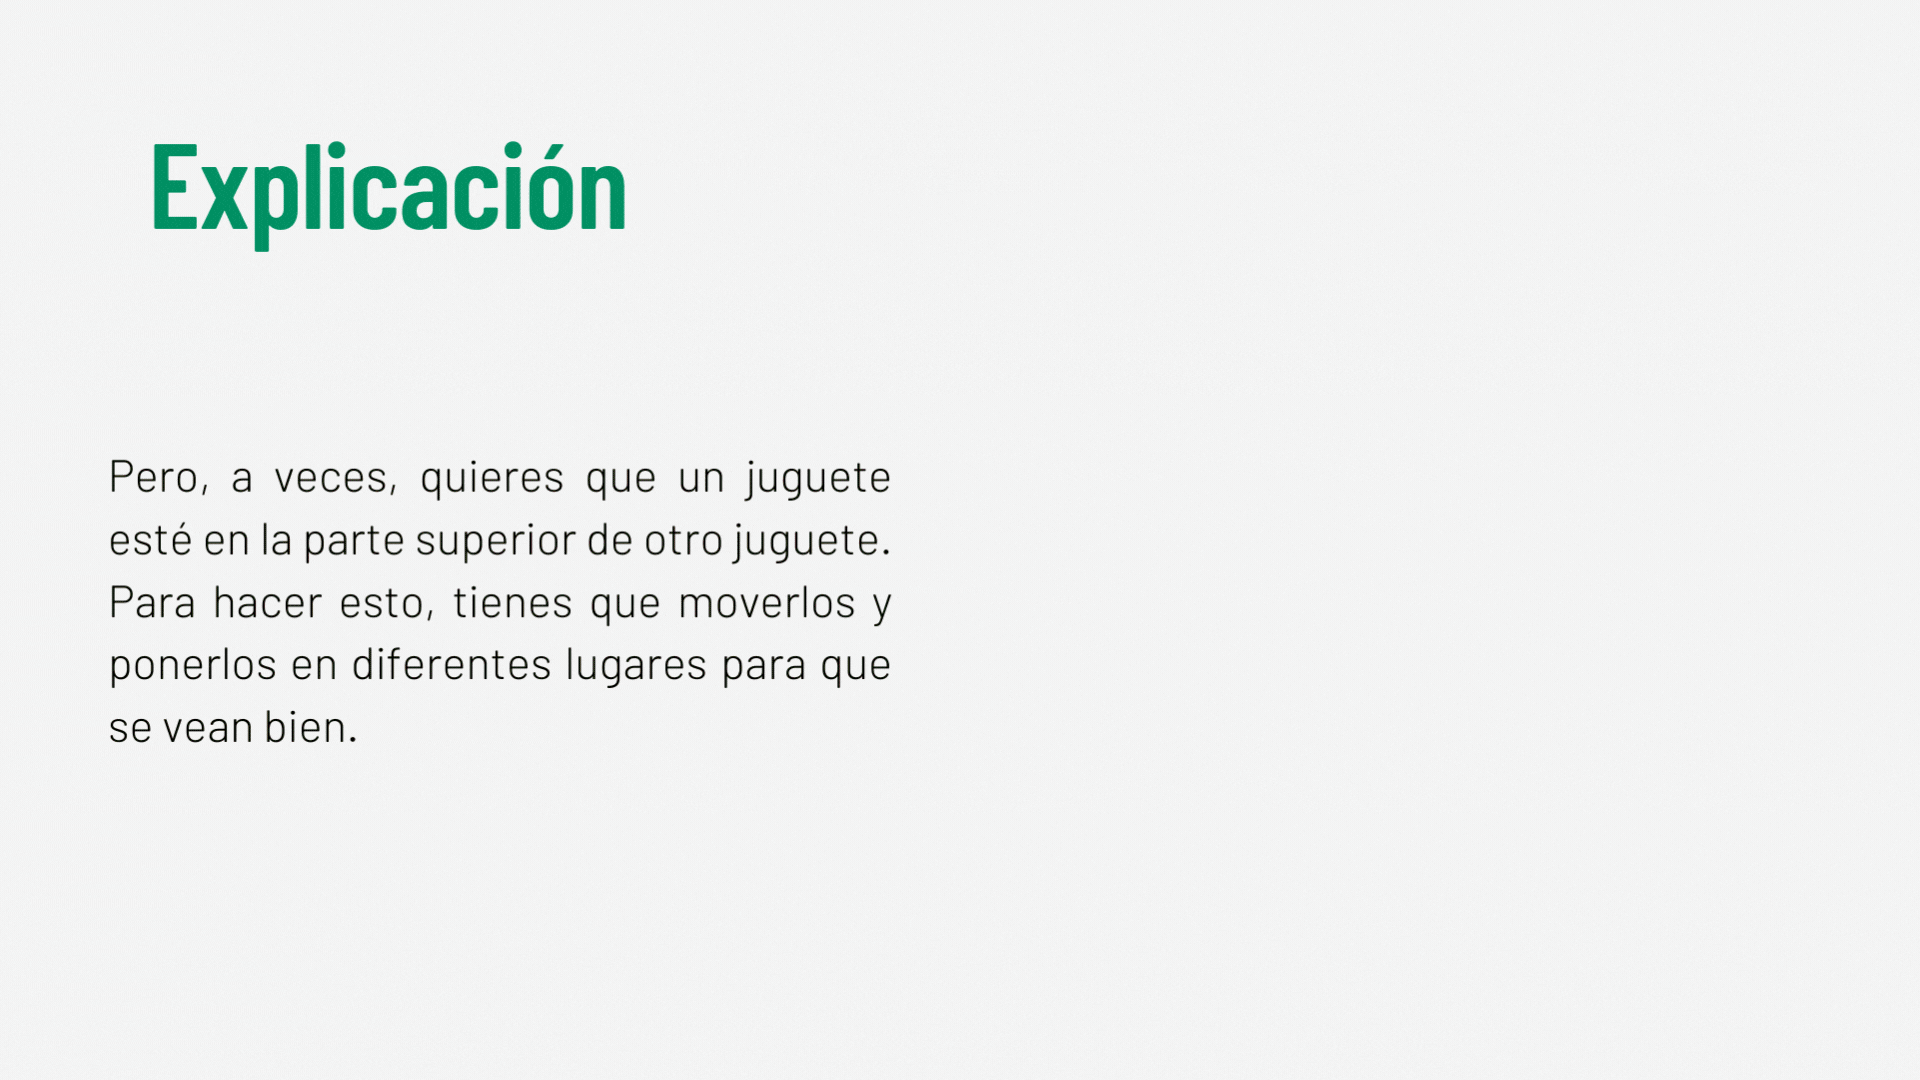 Explicación
Pero, a veces, quieres que un juguete
esté en la parte superior de otro juguete.
Para hacer esto, tienes que moverlos y
ponerlos en diferentes lugares para que
se vean bien.